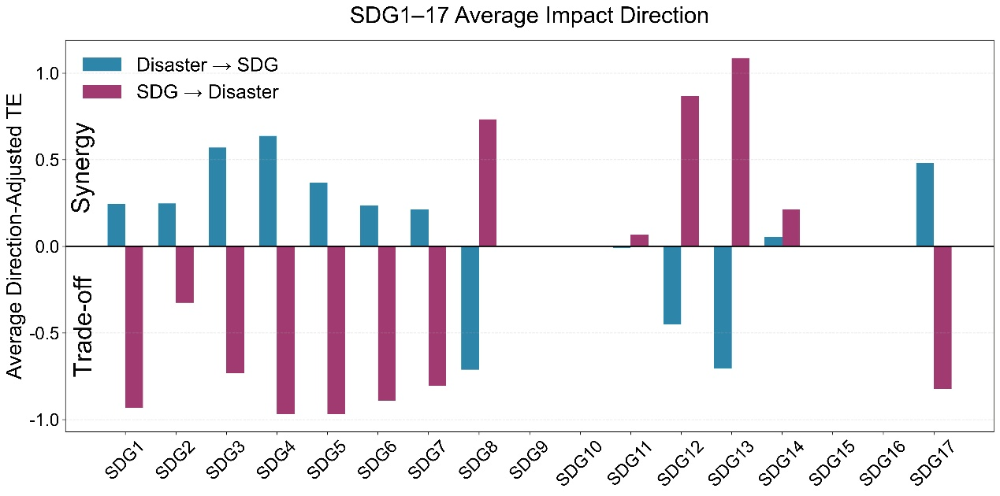 SDG1–17 Average Impact Direction
Disaster → SDG
SDG → Disaster
Average Direction-Adjusted TE
Synergy
Trade-off
1.0
0.5
0.0
-0.5
-1.0
SDG1
SDG2
SDG3
SDG4
SDG5
SDG6
SDG7
SDG8
SDG9
SDG10
SDG11
SDG12
SDG13
SDG14
SDG15
SDG16
SDG17